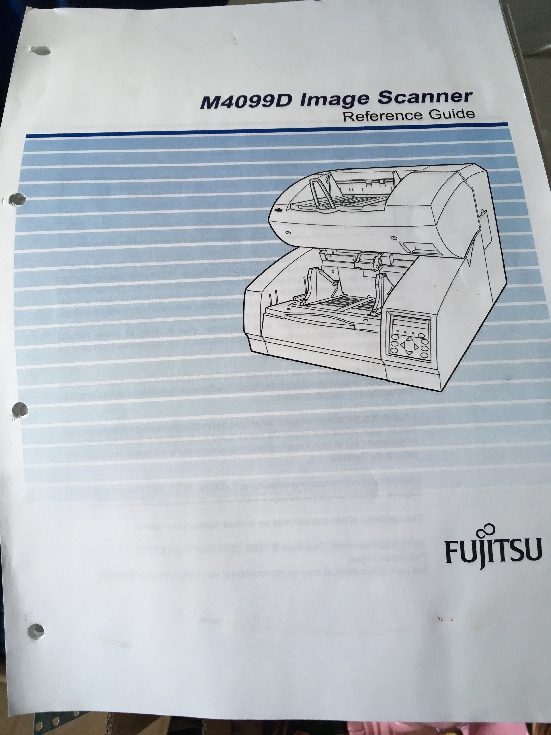 M4099D Image Scanner
Reference Guide
FUJITSU